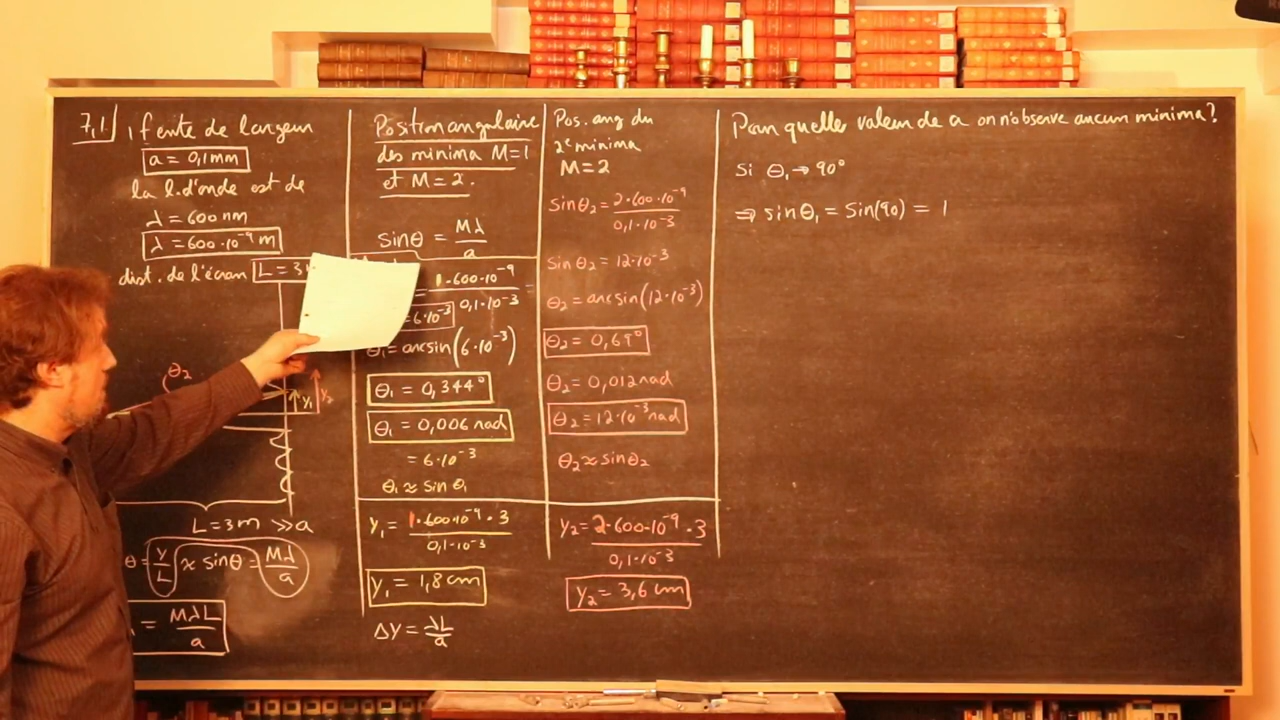 7,1.
1 fente de largeur
a = 0,1mm
la l.d'onde est de
λ = 600 nm
λ = 600·10⁻⁹ m
dist. de l'écran L = 3
θ₂
y₁ y₂
L = 3m ≫ a
θ = y/L ≈ sinθ = Mλ/a
= MλL/a
Position angulaire
des minima M=1
et M=2.
sinθ = Mλ/a
= 1·600·10⁻⁹/0,1·10⁻³
= 6·10⁻³
θ₁ = arcsin(6·10⁻³)
θ₁ = 0,344°
θ₁ = 0,006 rad
= 6·10⁻³
θ₁ ≈ sin θ₁
y₁ = 1·600·10⁻⁹·3/0,1·10⁻³
y₁ = 1,8 cm
Δy = λL/a
Pos. ang du
2ᵉ minima
M=2
sinθ₂ = 2·600·10⁻⁹/0,1·10⁻³
sin θ₂ = 12·10⁻³
θ₂ = arcsin(12·10⁻³)
θ₂ = 0,69°
θ₂ = 0,012 rad
θ₂ = 12·10⁻³ rad
θ₂ ≈ sinθ₂
y₂ = 2·600·10⁻⁹·3/0,1·10⁻³
y₂ = 3,6 cm
Pour quelles valeur de a on n'observe aucun minima?
Si θ₁ → 90°
⇒ sinθ₁ = sin(90) = 1